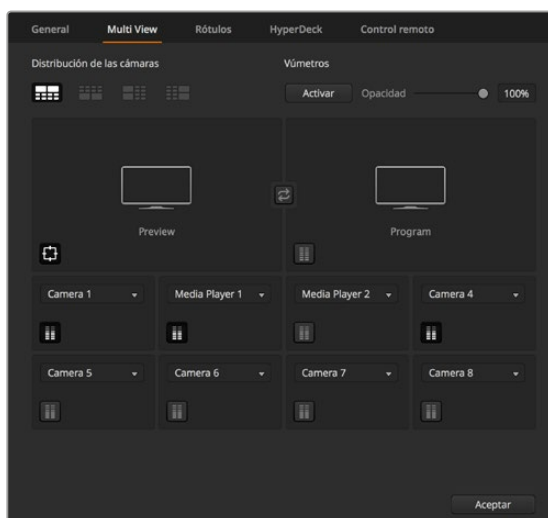 General Multi View Rótulos HyperDeck Control remoto
Distribución de las cámaras Vúmetros
Activar Opacidad 100%
Preview Program
Camera 1 Media Player 1 Media Player 2 Camera 4
Camera 5 Camera 6 Camera 7 Camera 8
Aceptar